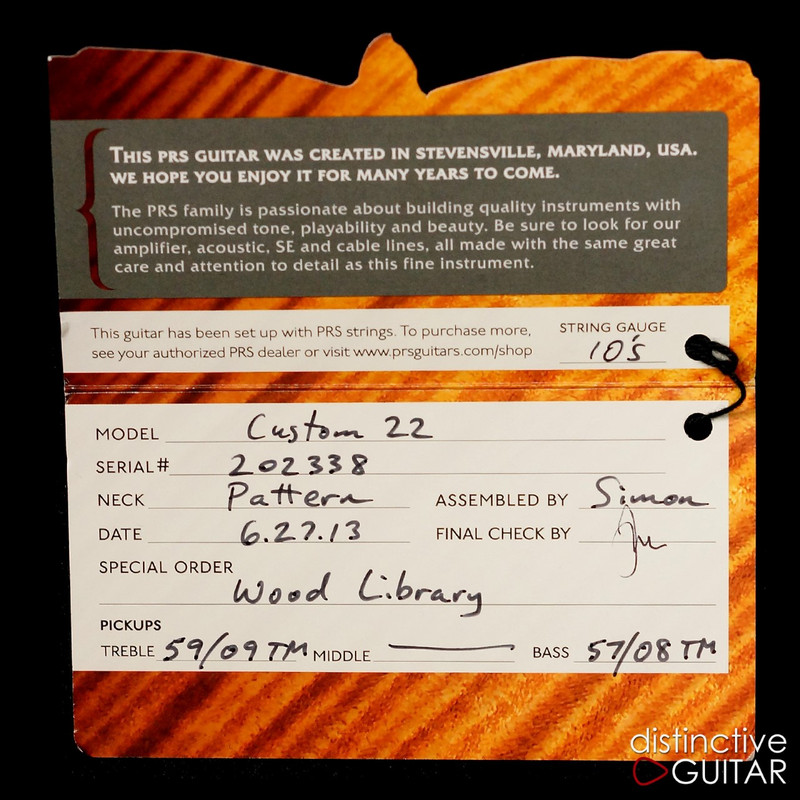 THIS PRS GUITAR WAS CREATED IN STEVENSVILLE, MARYLAND, USA.
WE HOPE YOU ENJOY IT FOR MANY YEARS TO COME.
The PRS family is passionate about building quality instruments with
uncompromised tone, playability and beauty. Be sure to look for our
amplifier, acoustic, SE and cable lines, all made with the same great
care and attention to detail as this fine instrument.
This guitar has been set up with PRS strings. To purchase more,
see your authorized PRS dealer or visit www.prsguitars.com/shop
STRING GAUGE
10's
MODEL Custom 22
SERIAL# 202338
NECK Pattern ASSEMBLED BY Simon
DATE 6.27.13 FINAL CHECK BY
SPECIAL ORDER
Wood Library
PICKUPS
TREBLE 59/09 TM MIDDLE — BASS 57/08 TM
distinctive
GUITAR